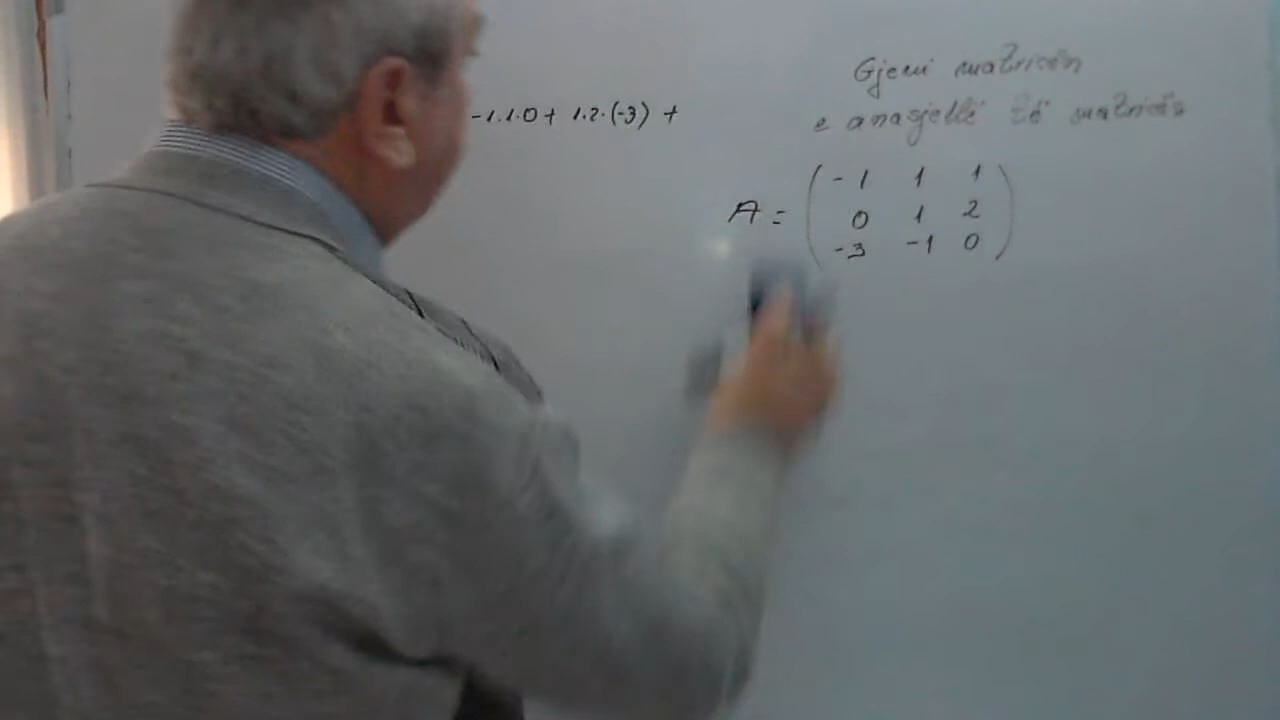 Gjeni matricën
e anasjelltë të matricës
-1.1.0 + 1.2.(-3) +
A = ( -1 1 1
0 1 2
-3 -1 0 )